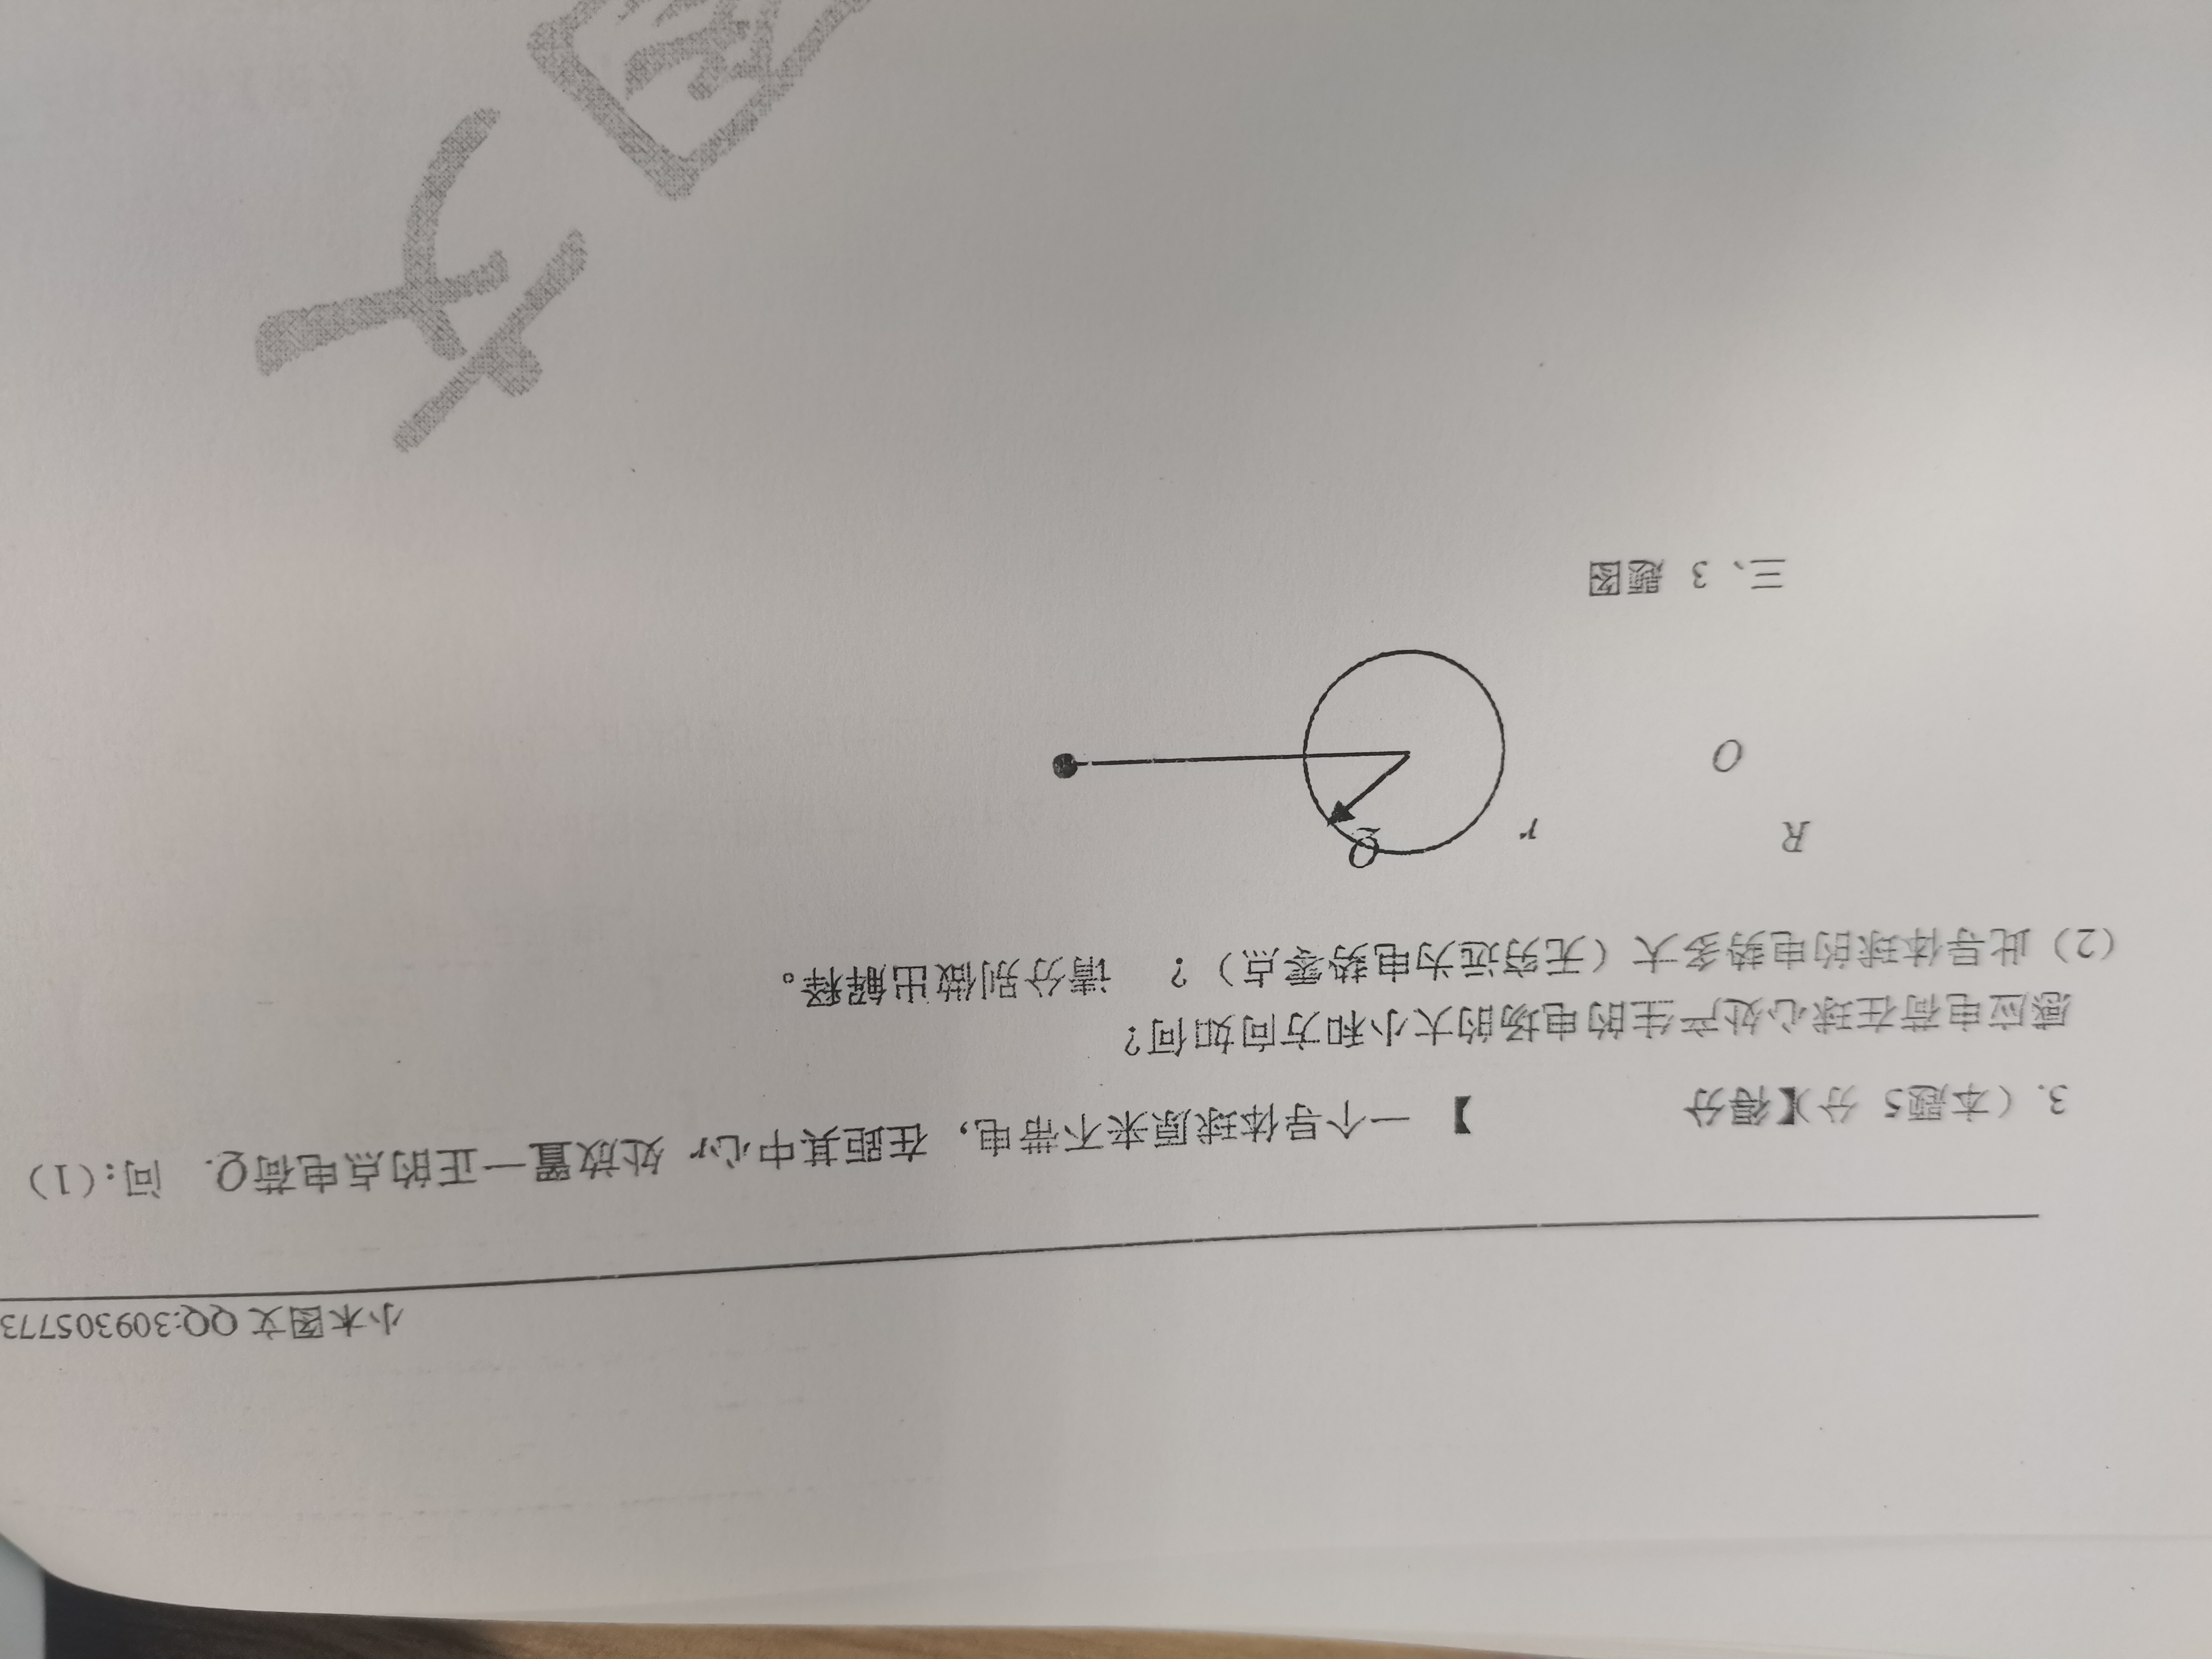 小木图文 QQ:309305773
3.（本题5 分）【得分 】 一个导体球原来不带电，在距其中心r 处放置一正的点电荷Q. 问:（1）
感应电荷在球心处产生的电场的大小和方向如何？
（2）此导体球的电势多大（无穷远为电势零点）？ 请分别做出解释。
R r Q
O
三、3 题图
图文